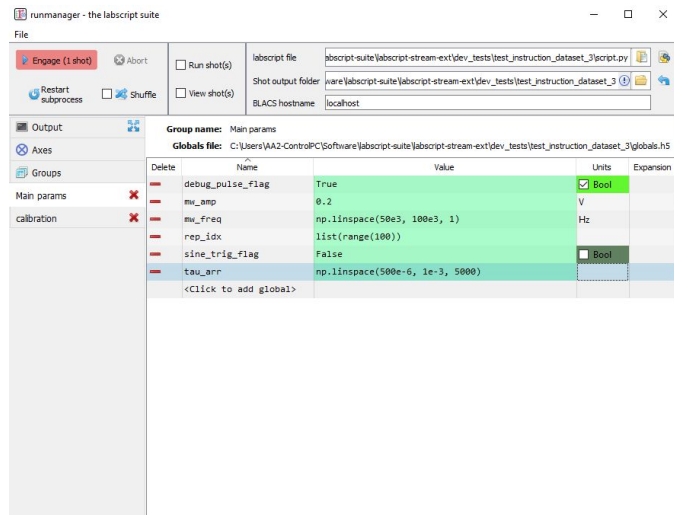 runmanager - the labscript suite
File
Engage (1 shot)
Abort
Run shot(s)
labscript file
abscript-suite\labscript-stream-ext\dev_tests\test_instruction_dataset_3\script.py
Restart subprocess
Shuffle
View shot(s)
Shot output folder
ware\labscript-suite\labscript-stream-ext\dev_tests\test_instruction_dataset_3
BLACS hostname
localhost
Output
Axes
Groups
Main params
calibration
Group name: Main params
Globals file: C:\Users\AA2-ControlPC\Software\labscript-suite\labscript-stream-ext\dev_tests\test_instruction_dataset_3\globals.h5
Delete Name Value Units Expansion
debug_pulse_flag True Bool
mw_amp 0.2 V
mw_freq np.linspace(50e3, 100e3, 1) Hz
rep_idx list(range(100))
sine_trig_flag False Bool
tau_arr np.linspace(500e-6, 1e-3, 5000)
<Click to add global>